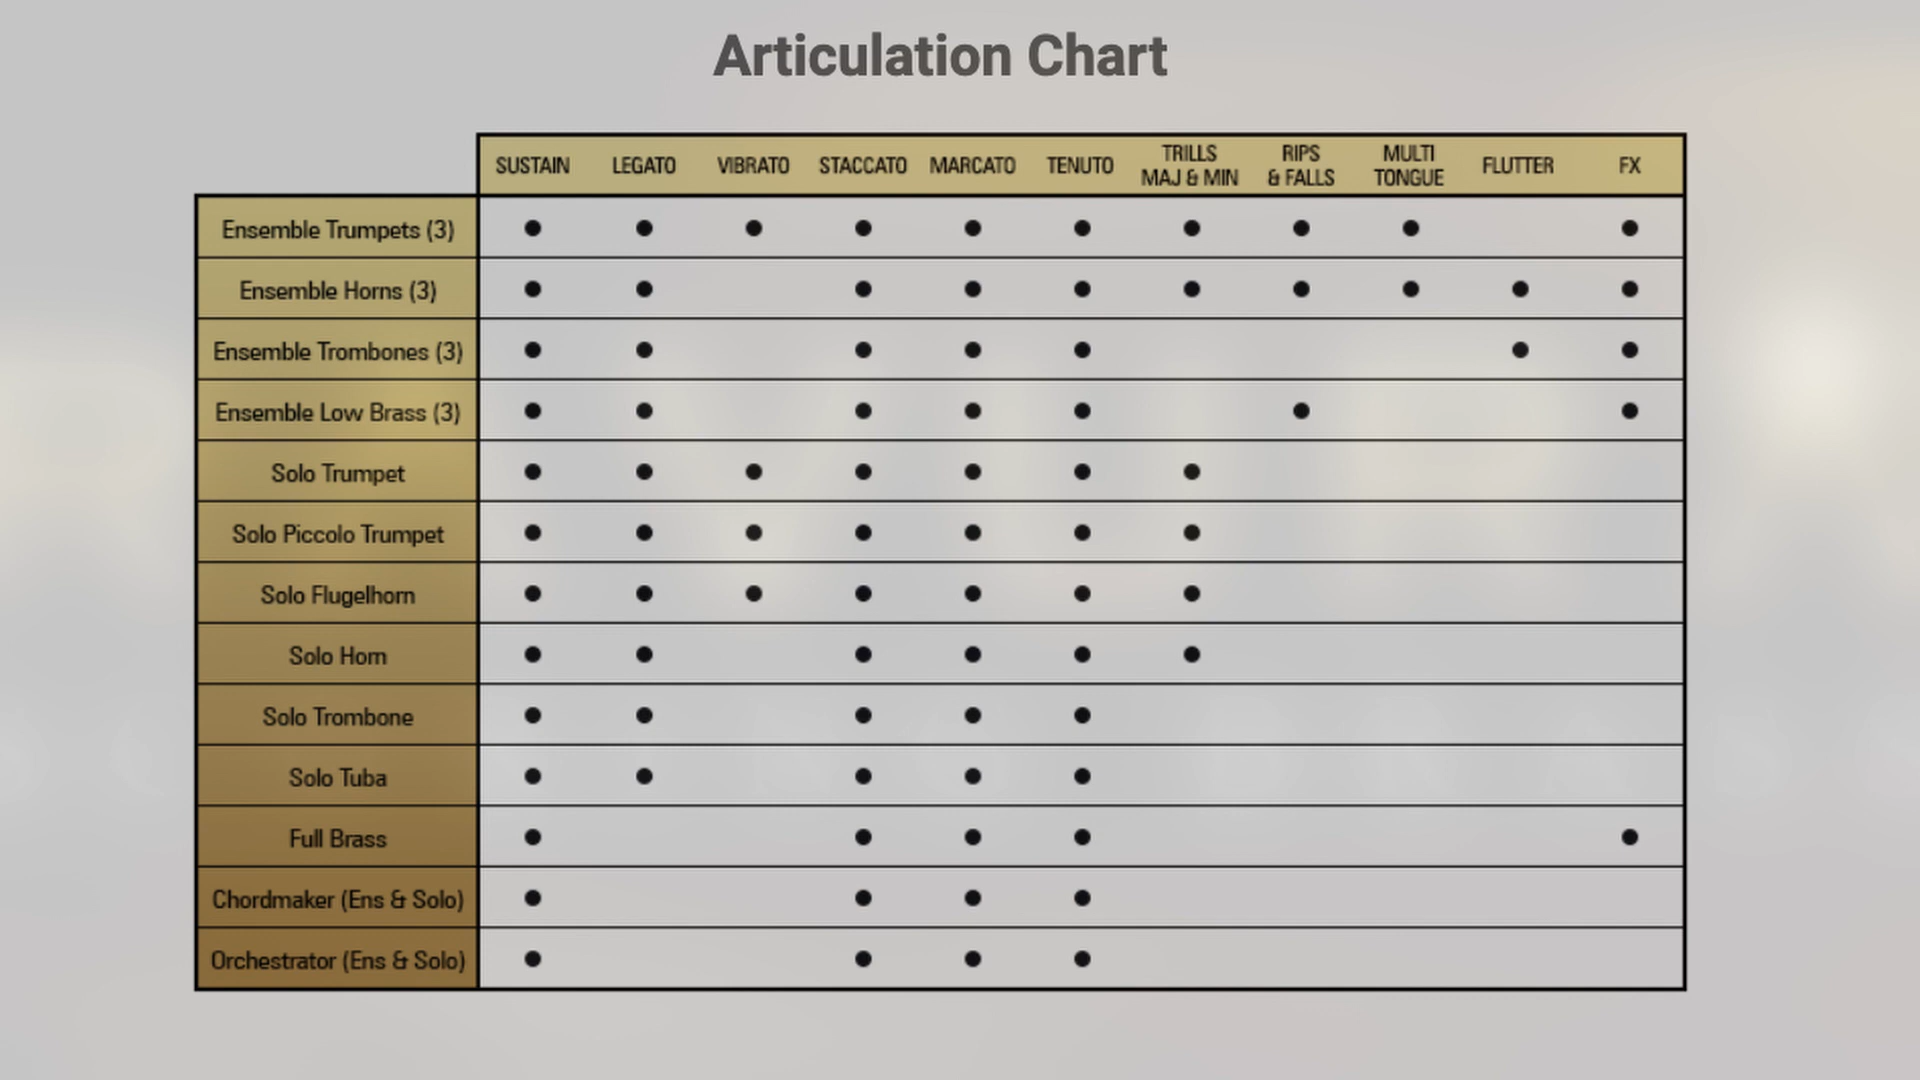 Articulation Chart
SUSTAIN LEGATO VIBRATO STACCATO MARCATO TENUTO TRILLS MAJ & MIN RIPS & FALLS MULTI TONGUE FLUTTER FX
Ensemble Trumpets (3) ● ● ● ● ● ● ● ● ● ●
Ensemble Horns (3) ● ● ● ● ● ● ● ● ● ●
Ensemble Trombones (3) ● ● ● ● ● ● ●
Ensemble Low Brass (3) ● ● ● ● ● ● ●
Solo Trumpet ● ● ● ● ● ● ●
Solo Piccolo Trumpet ● ● ● ● ● ● ●
Solo Flugelhorn ● ● ● ● ● ● ●
Solo Horn ● ● ● ● ● ●
Solo Trombone ● ● ● ● ●
Solo Tuba ● ● ● ● ●
Full Brass ● ● ● ● ●
Chordmaker (Ens & Solo) ● ● ● ●
Orchestrator (Ens & Solo) ● ● ● ●